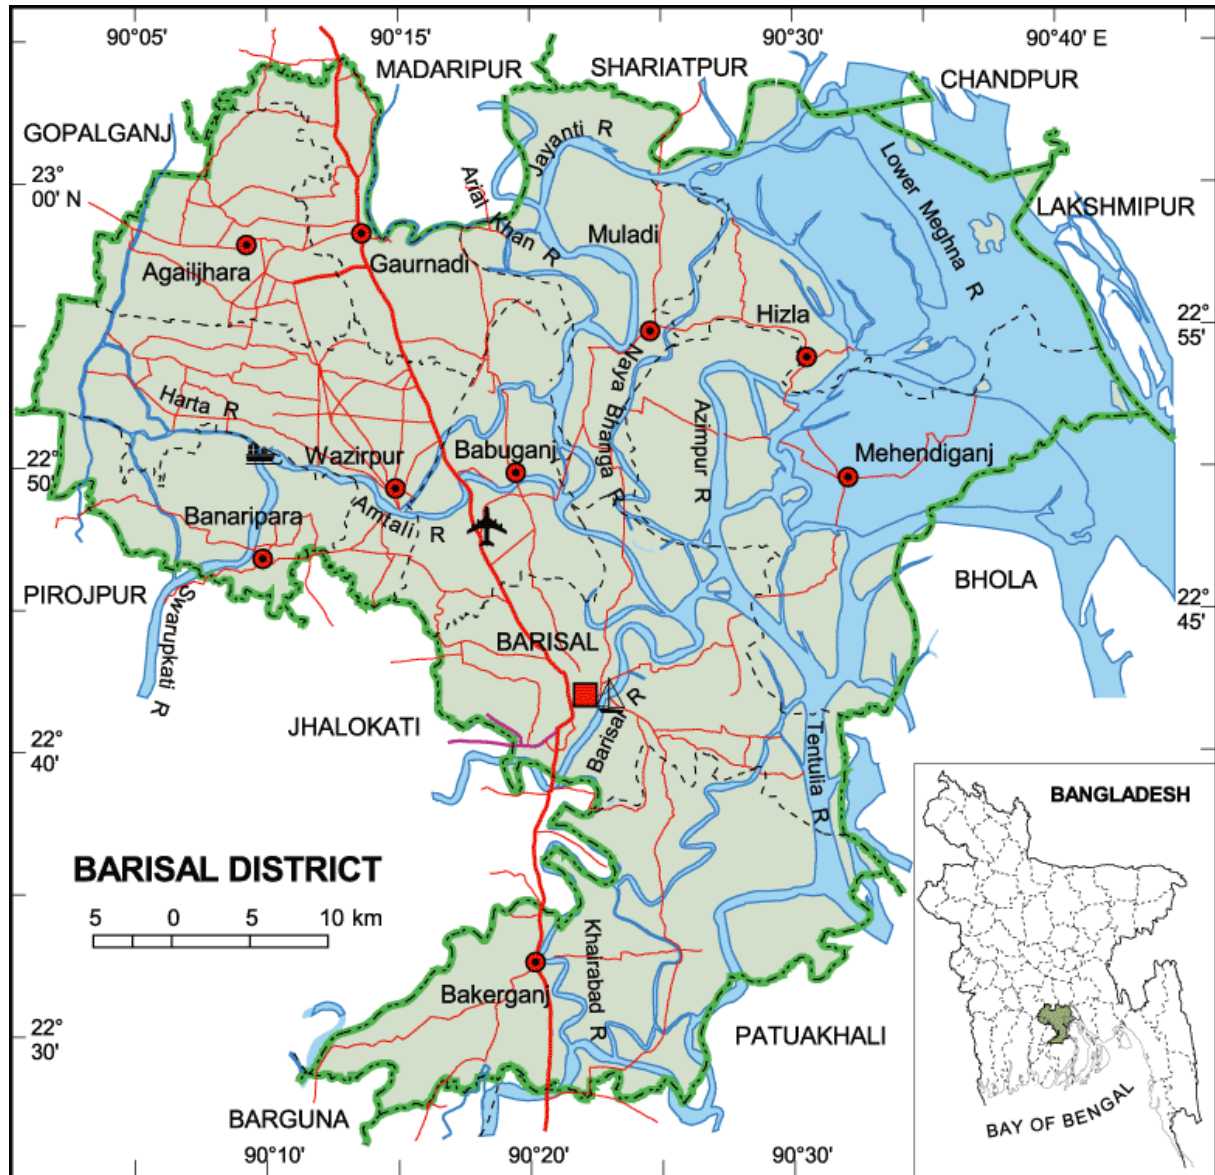 90°05'
90°15'
90°30'
90°40' E
MADARIPUR
SHARIATPUR
CHANDPUR
GOPALGANJ
Jayanti R
Lower Meghna R
23°
00' N
Arial Khan R
LAKSHMIPUR
Muladi
Agailjhara
Gaurnadi
Hizla
22°
55'
Naya Bhanga R
Harta R
Azimpur R
Wazirpur
Babuganj
Mehendiganj
22°
50'
Banaripara
Amtali R
BHOLA
PIROJPUR
Swarupkati R
22°
45'
BARISAL
JHALOKATI
Barisal R
Tentulia R
22°
40'
BANGLADESH
BARISAL DISTRICT
5 0 5 10 km
Khairabad R
Bakerganj
22°
30'
PATUAKHALI
BARGUNA
BAY OF BENGAL
90°10'
90°20'
90°30'